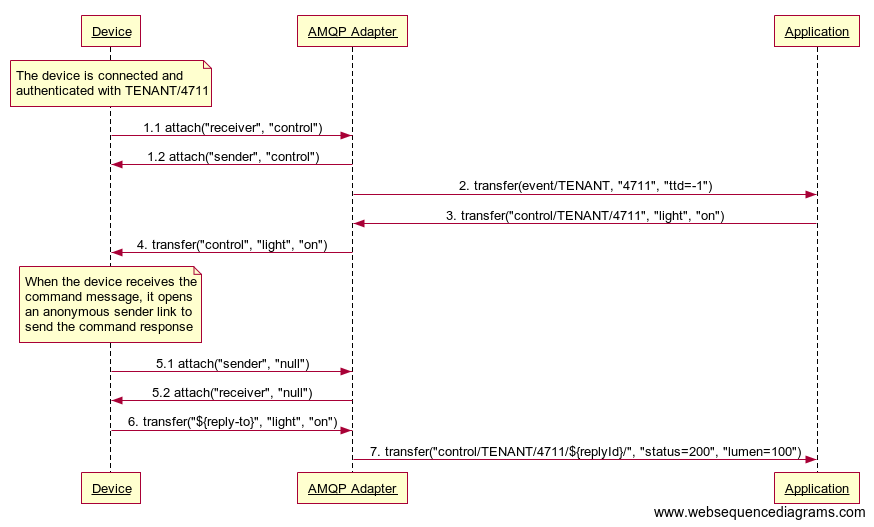 Device
AMQP Adapter
Application
The device is connected and
authenticated with TENANT/4711
1.1 attach("receiver", "control")
1.2 attach("sender", "control")
2. transfer(event/TENANT, "4711", "ttd=-1")
3. transfer("control/TENANT/4711", "light", "on")
4. transfer("control", "light", "on")
When the device receives the
command message, it opens
an anonymous sender link to
send the command response
5.1 attach("sender", "null")
5.2 attach("receiver", "null")
6. transfer("${reply-to}", "light", "on")
7. transfer("control/TENANT/4711/${replyId}/", "status=200", "lumen=100")
Device
AMQP Adapter
Application
www.websequencediagrams.com